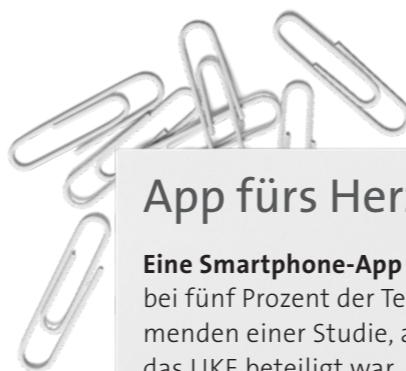 App fürs Her
Eine Smartphone-App
bei fünf Prozent der Te
menden einer Studie, a
das UKE beteiligt war